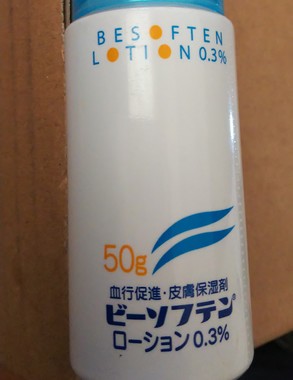 BESOFTEN
LOTION 0.3%
50g
血行促進・皮膚保湿剤
ビーソフテン®
ローション0.3%